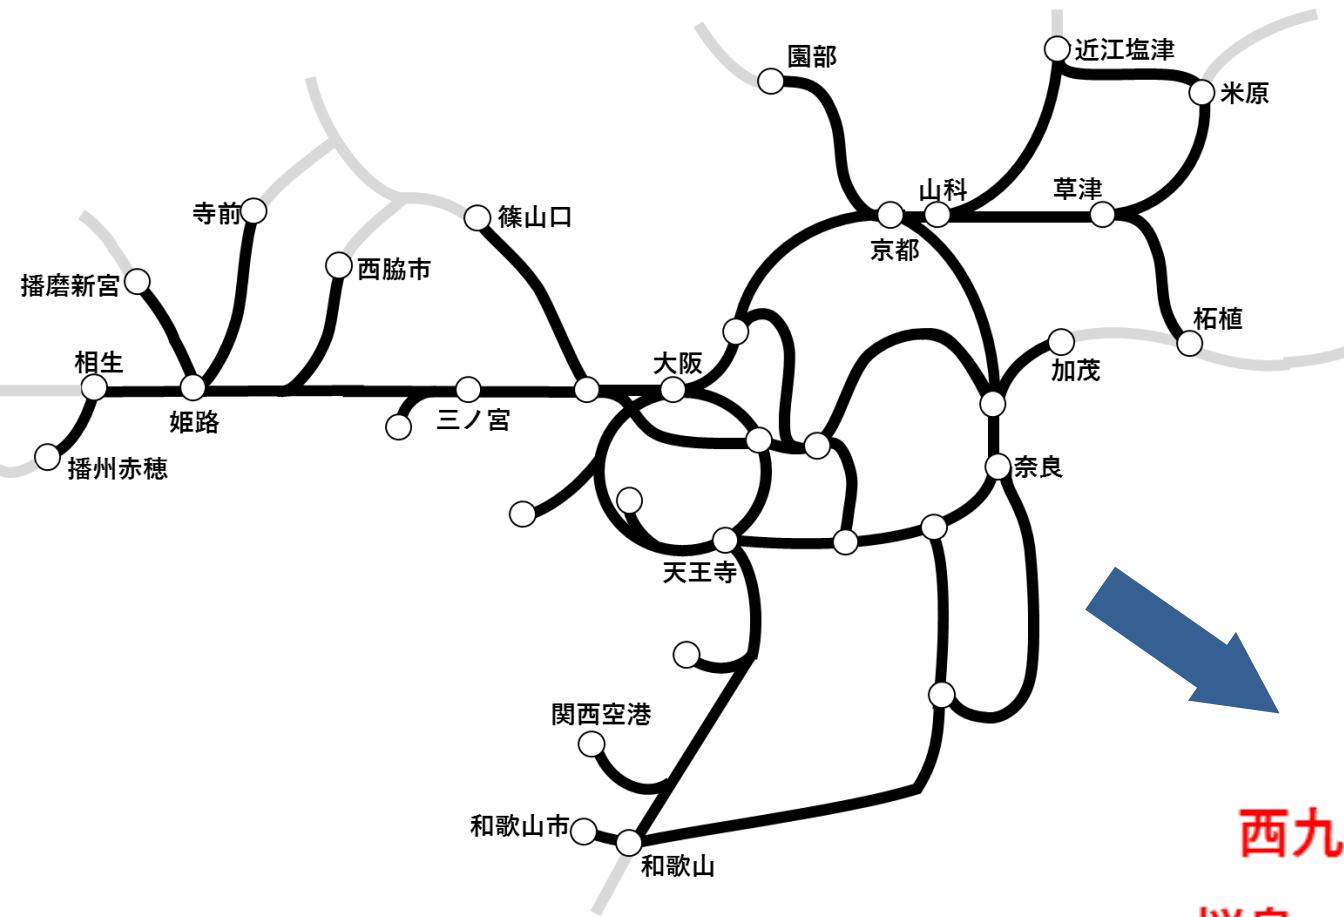 園部
近江塩津
米原
山科
草津
寺前
篠山口
京都
西脇市
播磨新宮
柘植
相生
大阪
加茂
姫路
三ノ宮
播州赤穂
奈良
天王寺
関西空港
和歌山市
和歌山
西九